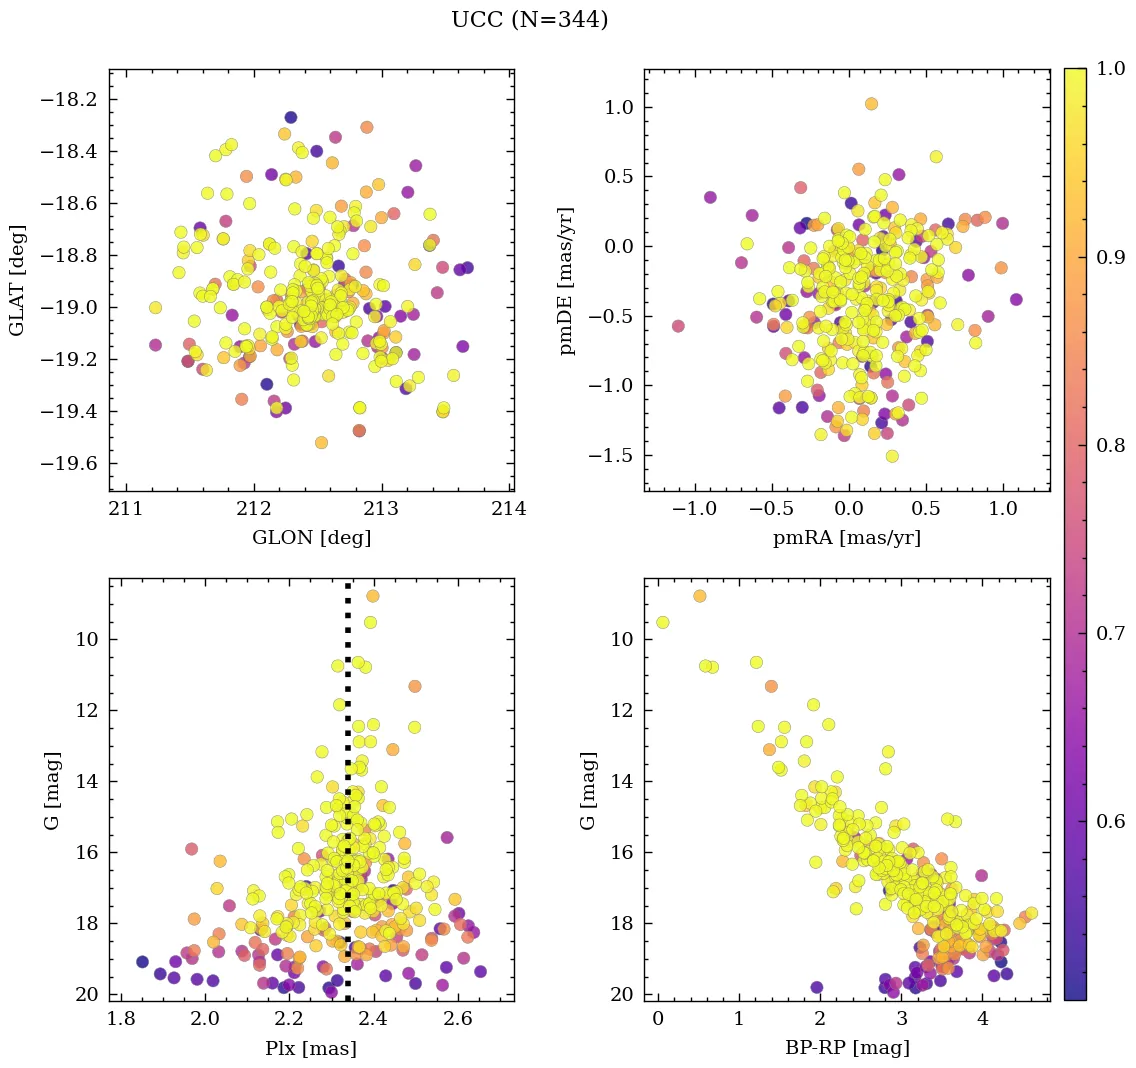 UCC (N=344)
−18.2
−18.4
−18.6
−18.8
−19.0
−19.2
−19.4
−19.6
GLAT [deg]
211 212 213 214
GLON [deg]
1.0
0.5
0.0
−0.5
−1.0
−1.5
pmDE [mas/yr]
−1.0 −0.5 0.0 0.5 1.0
pmRA [mas/yr]
10
12
14
16
18
20
G [mag]
1.8 2.0 2.2 2.4 2.6
Plx [mas]
10
12
14
16
18
20
G [mag]
0 1 2 3 4
BP-RP [mag]
1.0
0.9
0.8
0.7
0.6